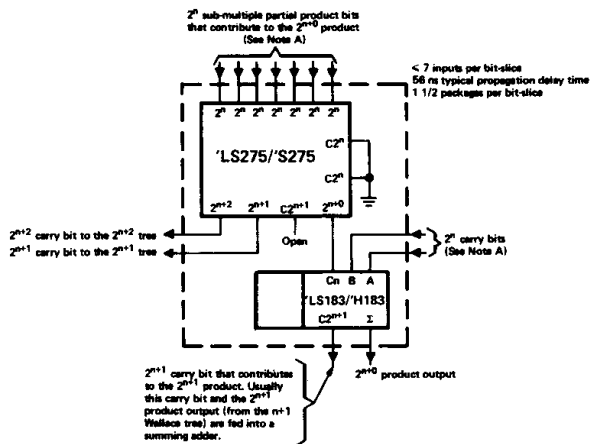 2ⁿ sub-multiple partial product bits
that contribute to the 2ⁿ⁺⁰ product
(See Note A)
< 7 inputs per bit-slice
56 ns typical propagation delay time
1 1/2 packages per bit-slice
2ⁿ 2ⁿ 2ⁿ 2ⁿ 2ⁿ 2ⁿ 2ⁿ
C2ⁿ
'LS275/'S275
C2ⁿ
2ⁿ⁺² 2ⁿ⁺¹ C2ⁿ⁺¹ 2ⁿ⁺⁰
2ⁿ⁺² carry bit to the 2ⁿ⁺² tree
2ⁿ⁺¹ carry bit to the 2ⁿ⁺¹ tree
Open
2ⁿ carry bits
(See Note A)
Cn B A
'LS183/'H183
C2ⁿ⁺¹ Σ
2ⁿ⁺¹ carry bit that contributes
to the 2ⁿ⁺¹ product. Usually
this carry bit and the 2ⁿ⁺¹
product output (from the n+1
Wallace tree) are fed into a
summing adder.
2ⁿ⁺⁰ product output